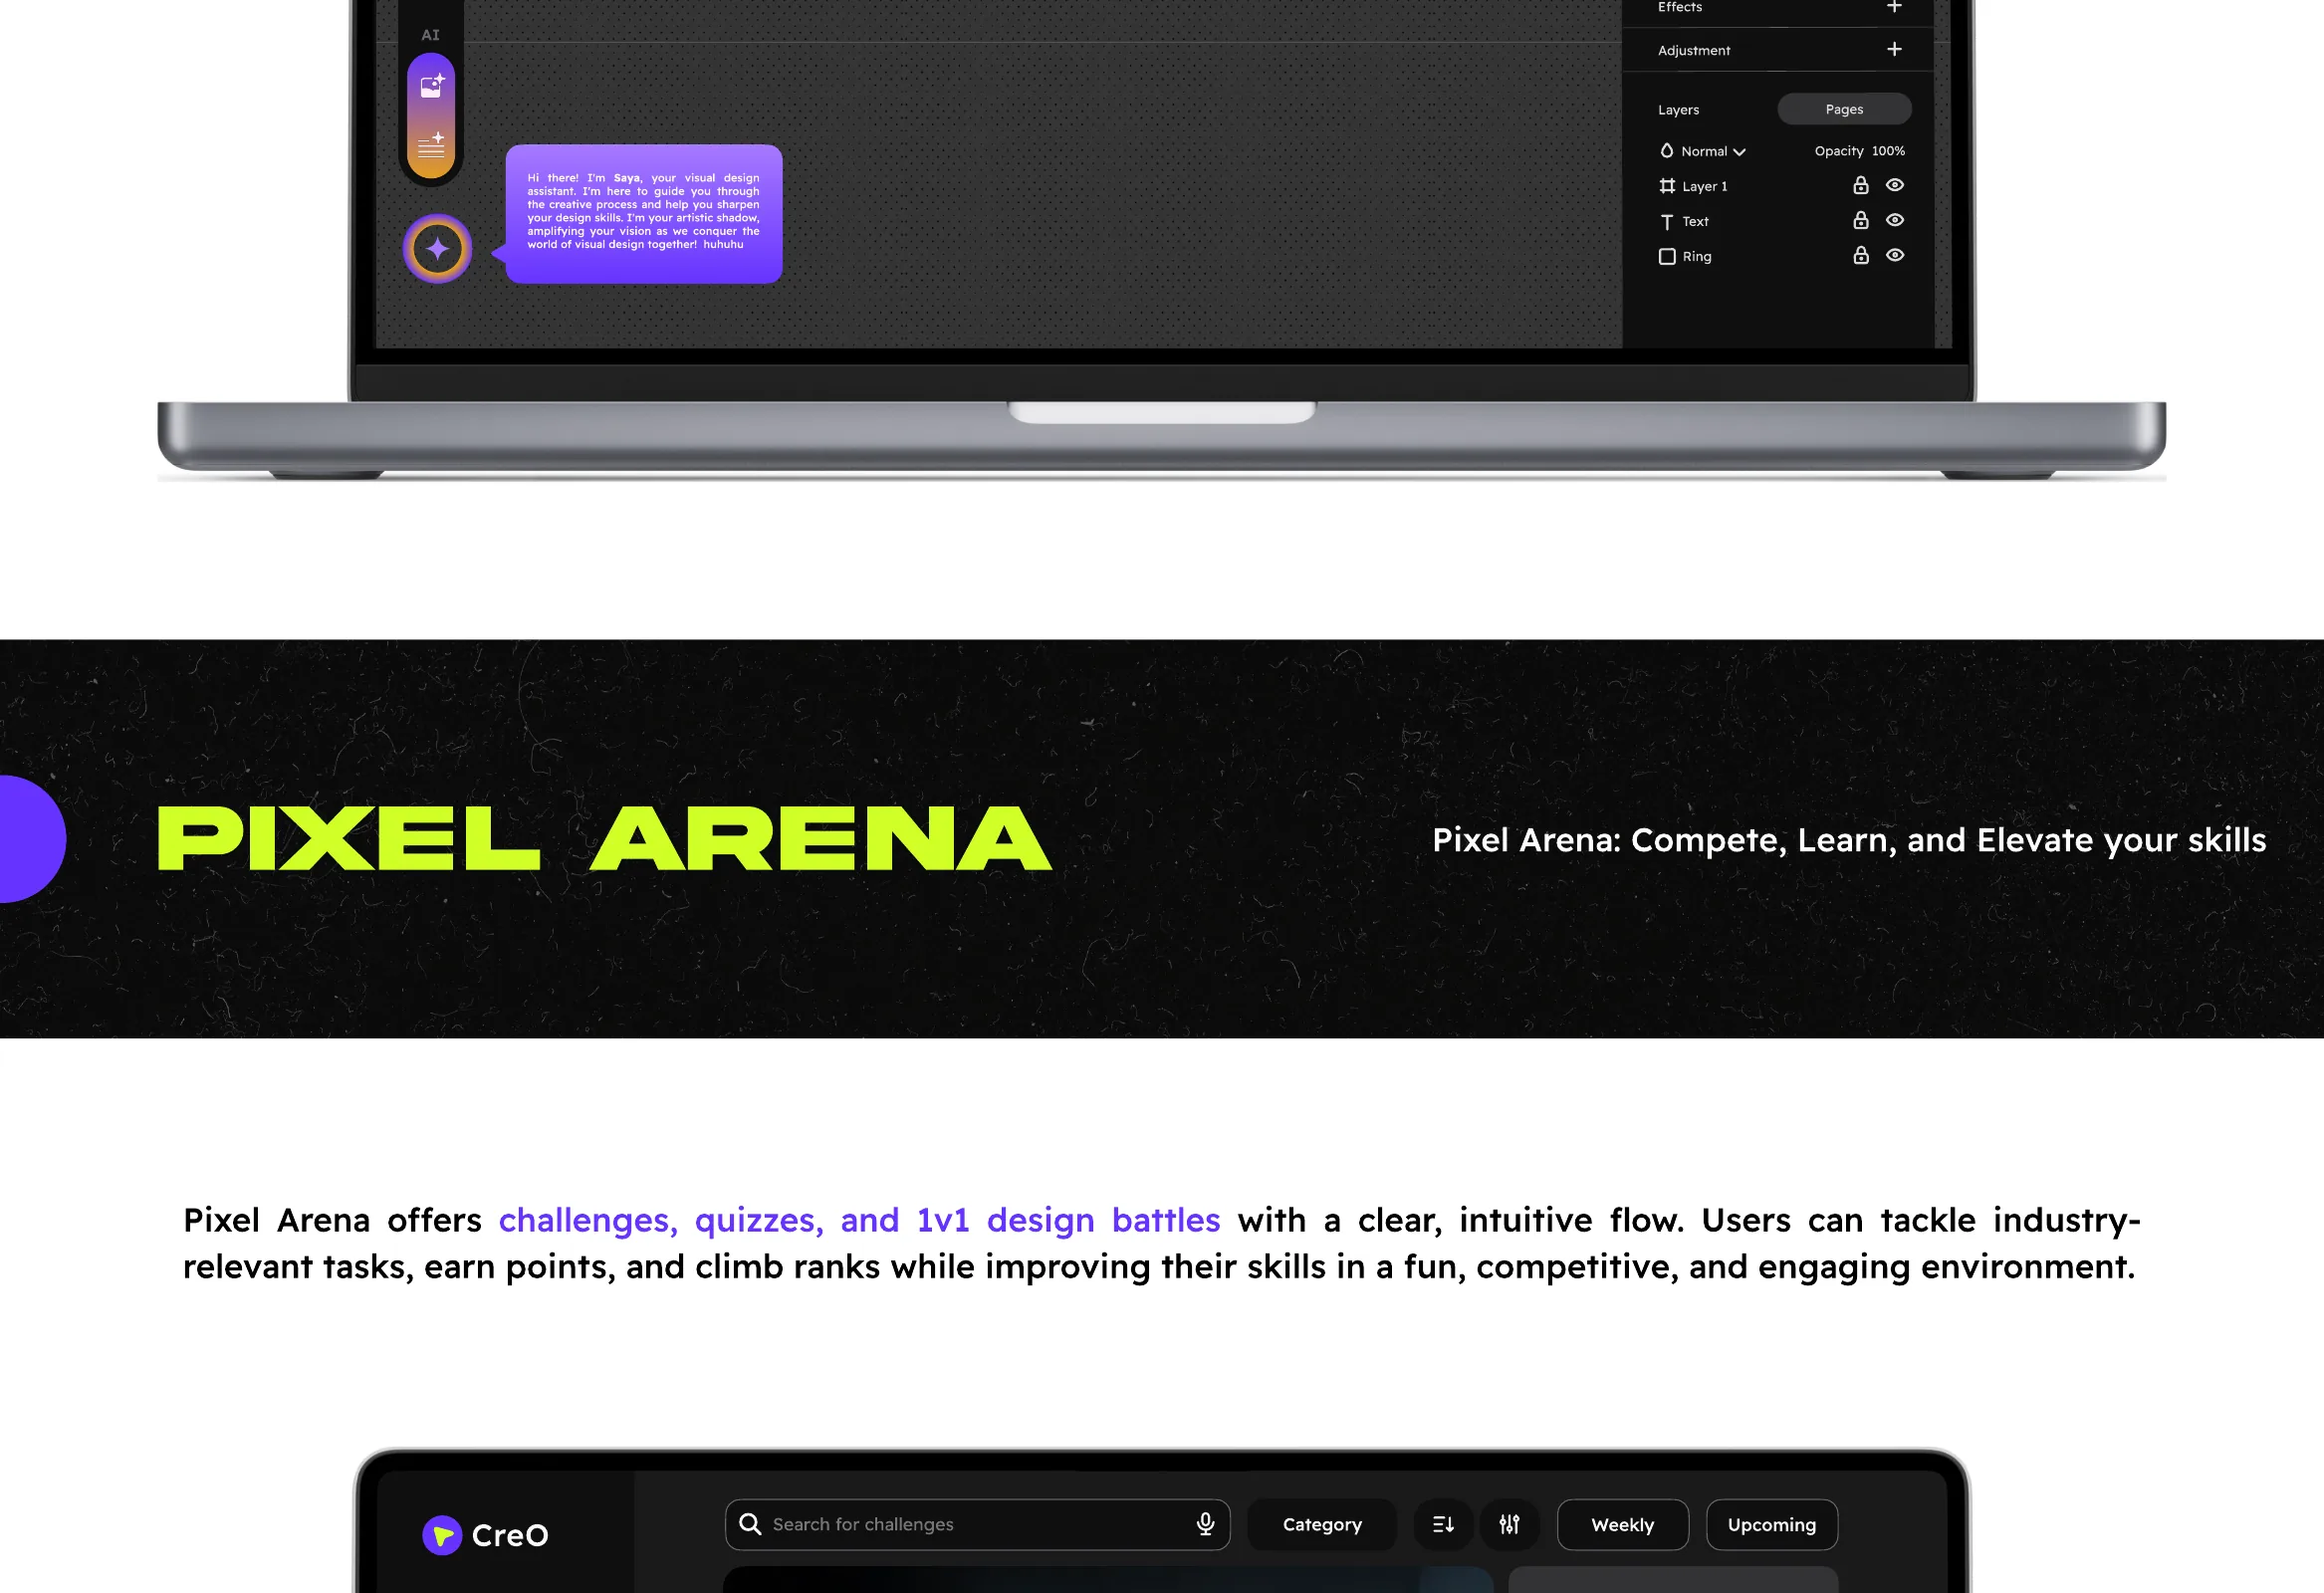 Effects
AI
Adjustment
Layers Pages
Normal Opacity 100%
Layer 1
Text
Ring
Hi there! I'm Saya, your visual design
assistant. I'm here to guide you through
the creative process and help you sharpen
your design skills. I'm your artistic shadow,
amplifying your vision as we conquer the
world of visual design together! huhuhu
PIXEL ARENA
Pixel Arena: Compete, Learn, and Elevate your skills
Pixel Arena offers challenges, quizzes, and 1v1 design battles with a clear, intuitive flow. Users can tackle industry-
relevant tasks, earn points, and climb ranks while improving their skills in a fun, competitive, and engaging environment.
CreO
Search for challenges
Category
Weekly
Upcoming